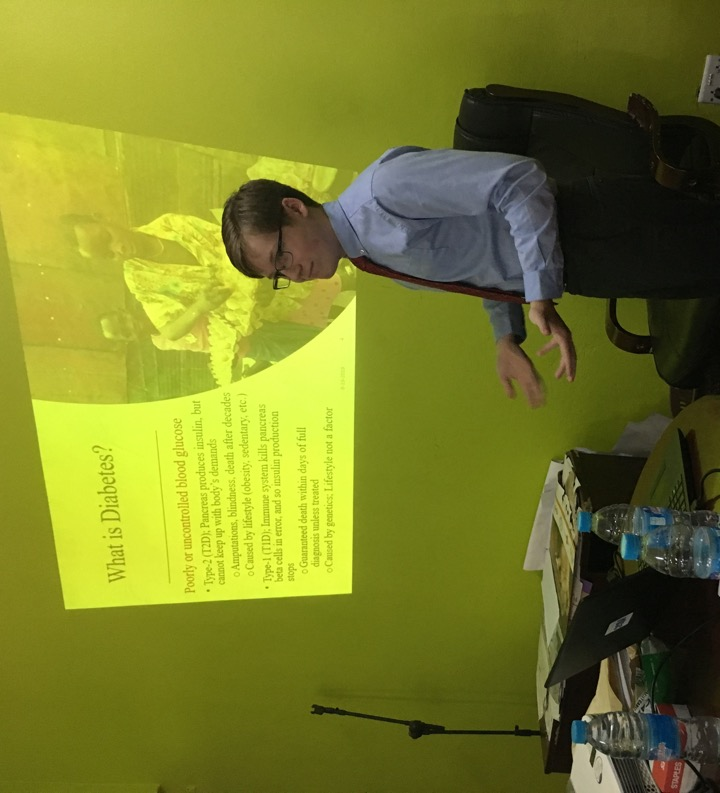 What is Diabetes?
Poorly or uncontrolled blood glucose
• Type-2 (T2D): Pancreas produces insulin, but
cannot keep up with body's demands
○ Amputations, blindness, death after decades
○ Caused by lifestyle (obesity, sedentary, etc.)
• Type-1 (T1D): Immune system kills pancreas
beta cells in error, and so insulin production
stops
○ Guaranteed death within days of full
diagnosis unless treated
○ Caused by genetics; Lifestyle not a factor
STAPLES